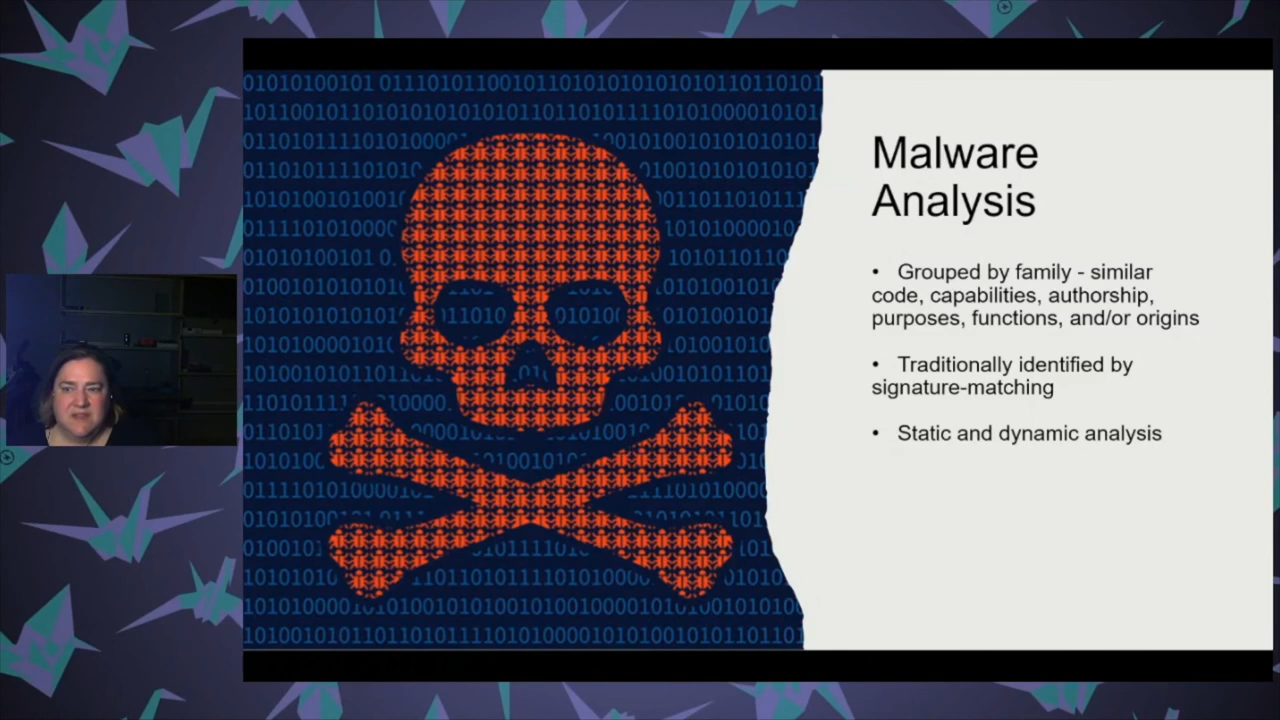 Malware
Analysis
• Grouped by family - similar
code, capabilities, authorship,
purposes, functions, and/or origins
• Traditionally identified by
signature-matching
• Static and dynamic analysis